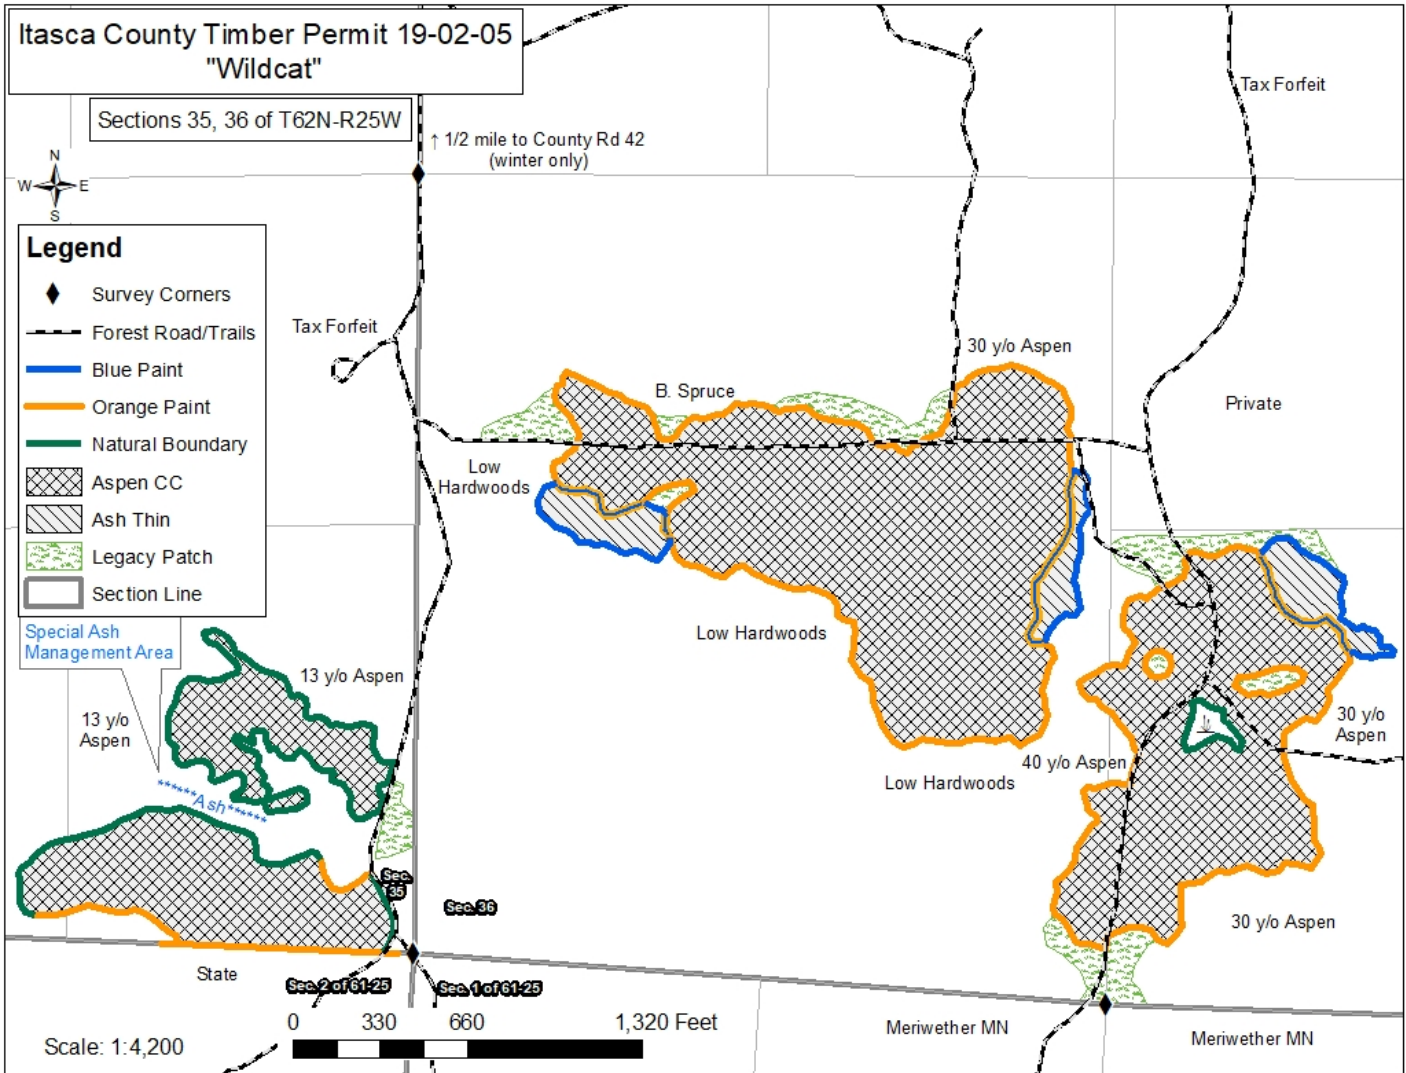 Itasca County Timber Permit 19-02-05
"Wildcat"
Sections 35, 36 of T62N-R25W
↑ 1/2 mile to County Rd 42
(winter only)
Tax Forfeit
N
W E
S
Legend
Survey Corners
Forest Road/Trails
Blue Paint
Orange Paint
Natural Boundary
Aspen CC
Ash Thin
Legacy Patch
Section Line
Tax Forfeit
30 y/o Aspen
B. Spruce
Private
Low
Hardwoods
Special Ash
Management Area
Low Hardwoods
13 y/o Aspen
13 y/o
Aspen
30 y/o
Aspen
40 y/o Aspen
Low Hardwoods
******Ash******
Sec.
35
Sec. 36
30 y/o Aspen
State
Sec. 2 of 61-25
Sec. 1 of 61-25
0 330 660 1,320 Feet
Scale: 1:4,200
Meriwether MN
Meriwether MN